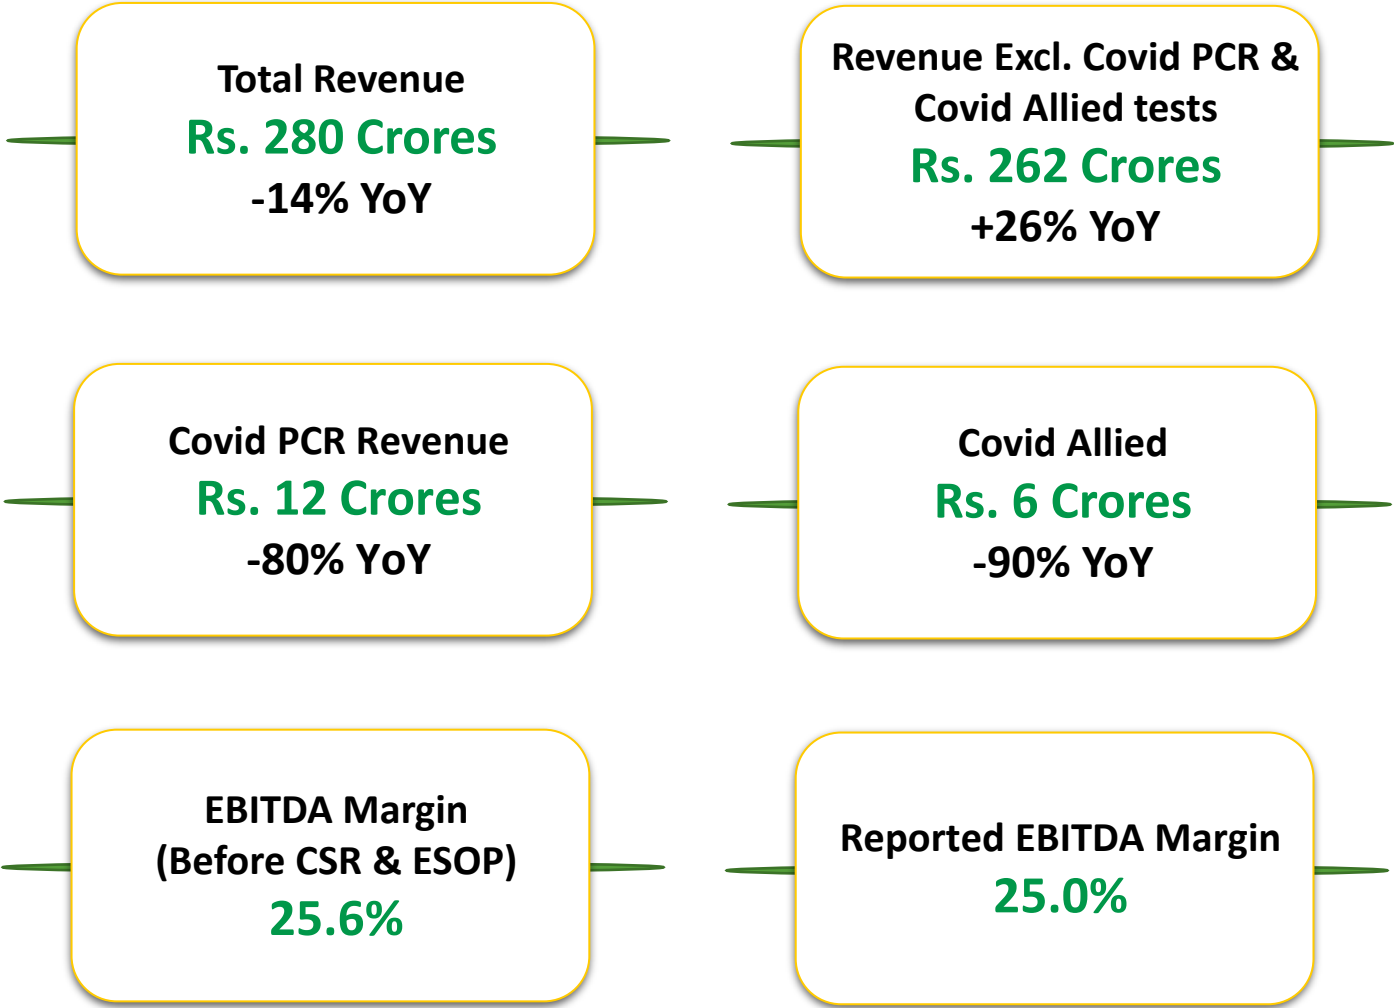 Total Revenue
Rs. 280 Crores
-14% YoY
Revenue Excl. Covid PCR &
Covid Allied tests
Rs. 262 Crores
+26% YoY
Covid PCR Revenue
Rs. 12 Crores
-80% YoY
Covid Allied
Rs. 6 Crores
-90% YoY
EBITDA Margin
(Before CSR & ESOP)
25.6%
Reported EBITDA Margin
25.0%